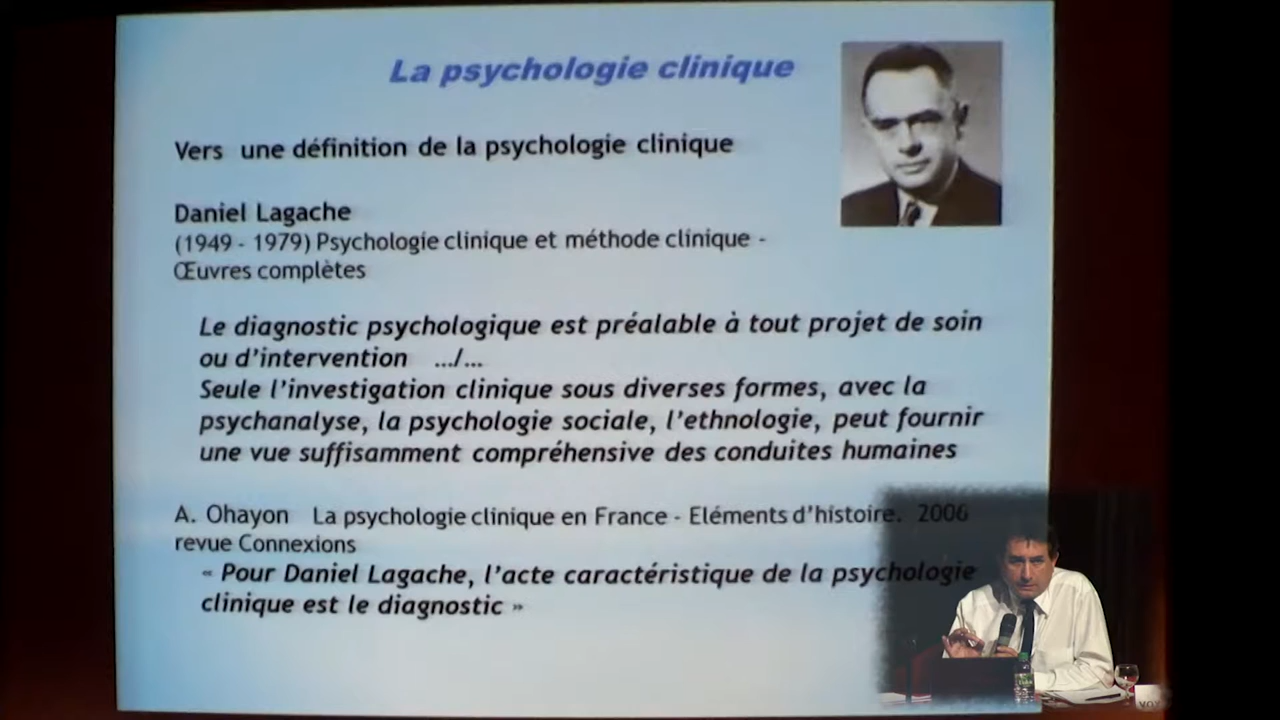 La psychologie clinique
Vers une définition de la psychologie clinique
Daniel Lagache
(1949 - 1979) Psychologie clinique et méthode clinique -
Œuvres complètes
Le diagnostic psychologique est préalable à tout projet de soin
ou d'intervention .../...
Seule l'investigation clinique sous diverses formes, avec la
psychanalyse, la psychologie sociale, l'ethnologie, peut fournir
une vue suffisamment compréhensive des conduites humaines
A. Ohayon La psychologie clinique en France - Eléments d'histoire. 2006
revue Connexions
« Pour Daniel Lagache, l'acte caractéristique de la psychologie
clinique est le diagnostic »